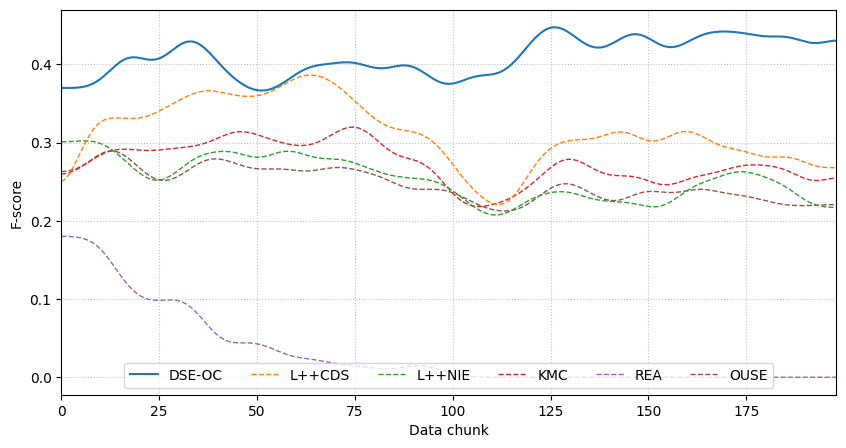 F-score
0.4
0.3
0.2
0.1
0.0
DSE-OC L++CDS L++NIE KMC REA OUSE
0 25 50 75 100 125 150 175
Data chunk